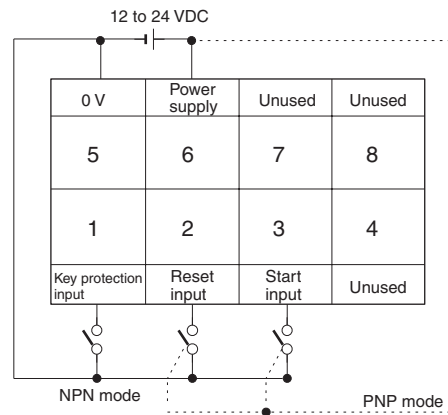 12 to 24 VDC
0 V
Power
supply
Unused
Unused
5
6
7
8
1
2
3
4
Key protection
input
Reset
input
Start
input
Unused
NPN mode
PNP mode